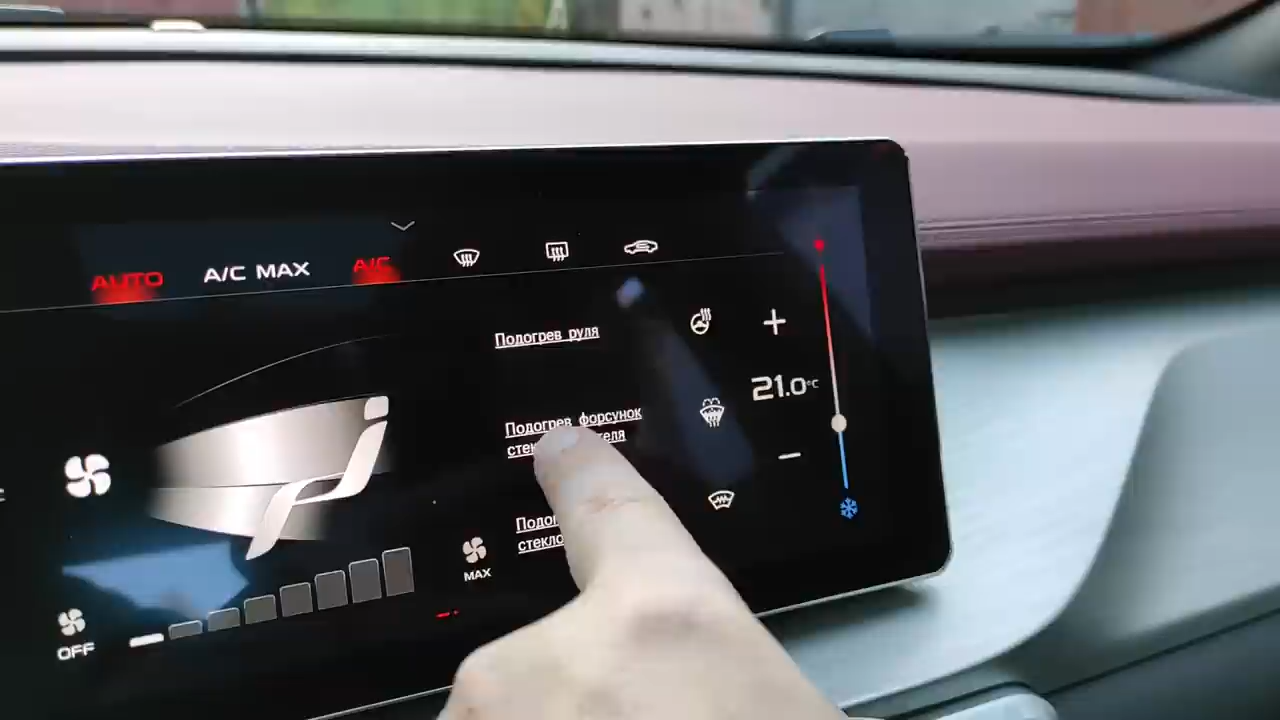 AUTO A/C MAX A/C
Подогрев руля
21.0°C
Подогрев форсунок
MAX
OFF